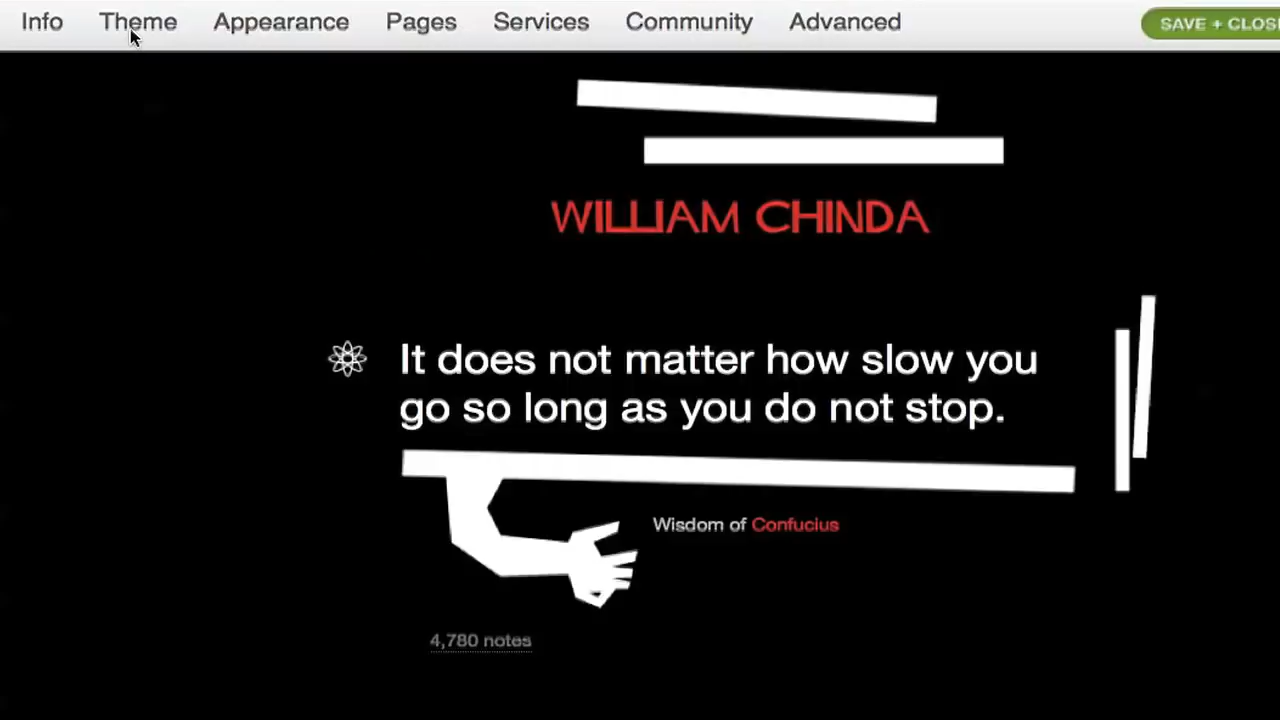 Info Theme Appearance Pages Services Community Advanced SAVE + CLOS
WILLIAM CHINDA
It does not matter how slow you
go so long as you do not stop.
Wisdom of Confucius
4,780 notes